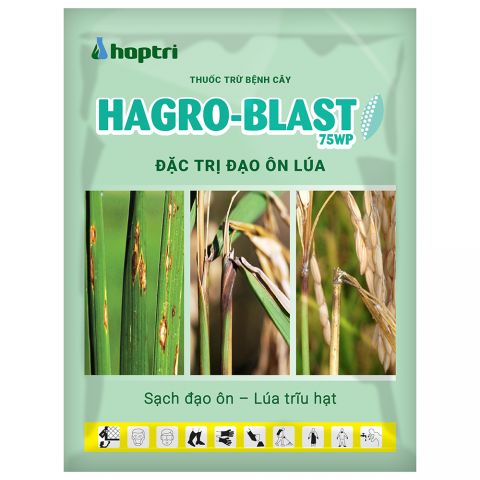 hoptri
THUỐC TRỪ BỆNH CÂY
HAGRO-BLAST
75WP
ĐẶC TRỊ ĐẠO ÔN LÚA
Sạch đạo ôn – Lúa trĩu hạt